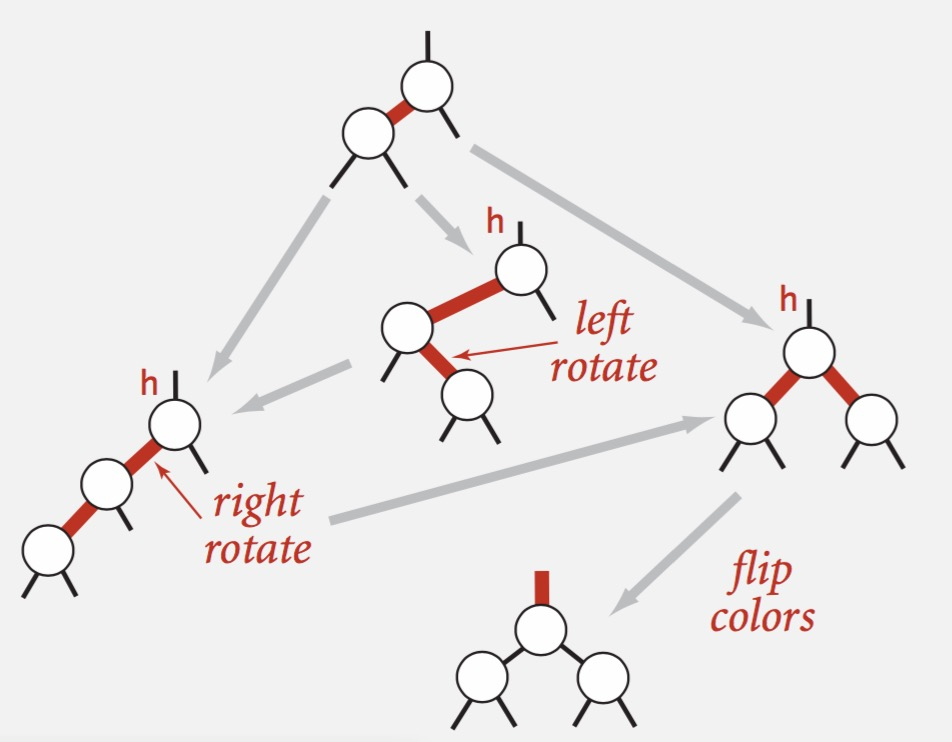 h
left
rotate
h
h
right
rotate
flip
colors